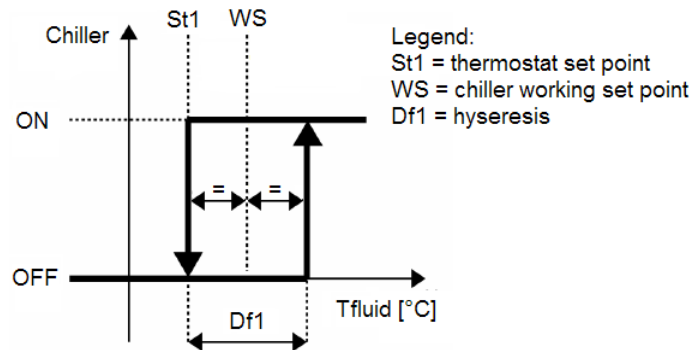 St1 WS
Chiller
Legend:
St1 = thermostat set point
WS = chiller working set point
Df1 = hyseresis
ON
= =
OFF
Df1
Tfluid [°C]